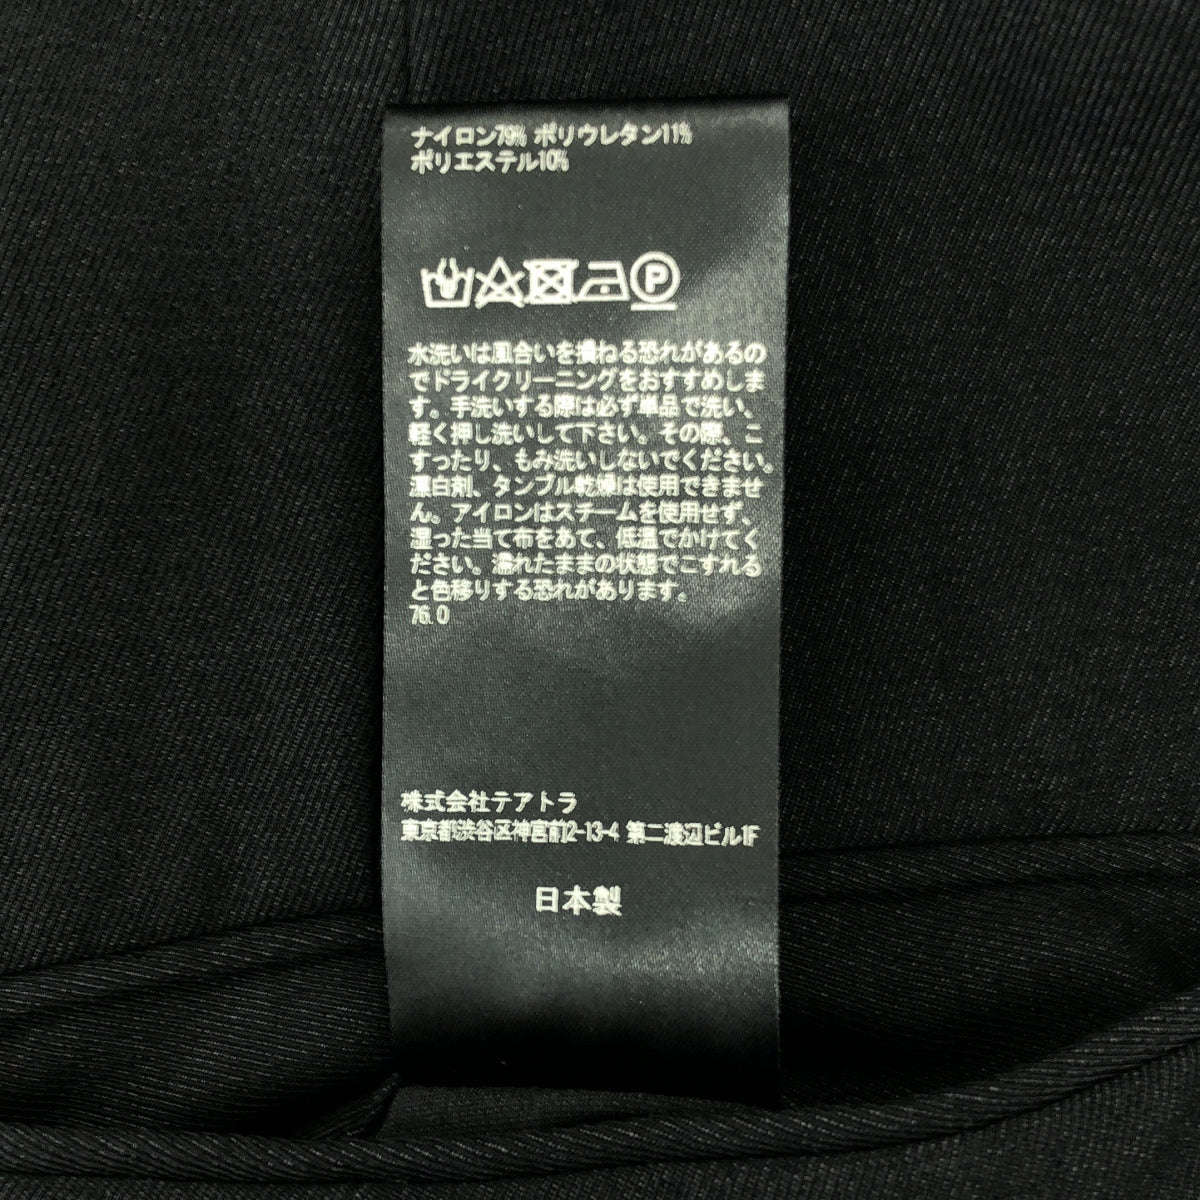 ナイロン79% ポリウレタン11%
ポリエステル10%
P
水洗いは風合いを損ねる恐れがあるの
でドライクリーニングをおすすめしま
す。手洗いする際は必ず単品で洗い、
軽く押し洗いして下さい。その際、こ
すったり、もみ洗いしないでください。
漂白剤、タンブル乾燥は使用できませ
ん。アイロンはスチームを使用せず、
湿った当て布をあて、低温でかけてく
ださい。濡れたままの状態でこすれる
と色移りする恐れがあります。
76.0
株式会社テアトラ
東京都渋谷区神宮前2-13-4 第二渡辺ビル1F
日本製